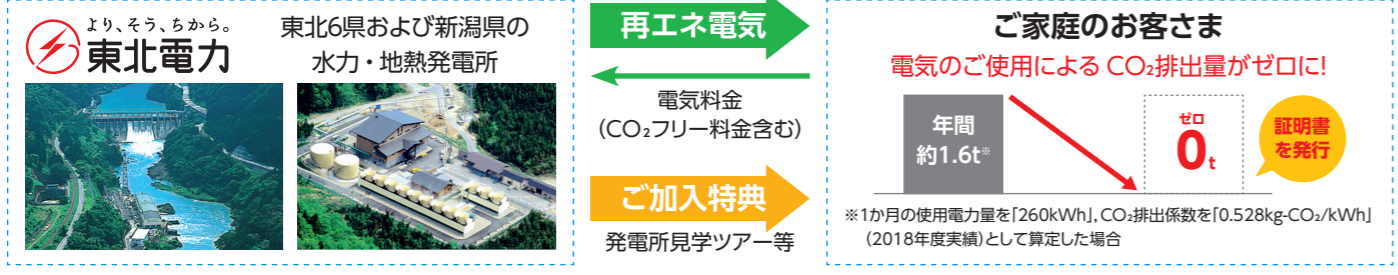 より、そう、ちから。
東北電力
東北6県および新潟県の
水力・地熱発電所
再エネ電気
電気料金
（CO₂フリー料金含む）
ご加入特典
発電所見学ツアー等
ご家庭のお客さま
電気のご使用によるCO₂排出量がゼロに!
年間
約1.6t※
ゼロ
0t
証明書
を発行
※1か月の使用電力量を「260kWh」，CO₂排出係数を「0.528kg-CO₂/kWh」
（2018年度実績）として算定した場合